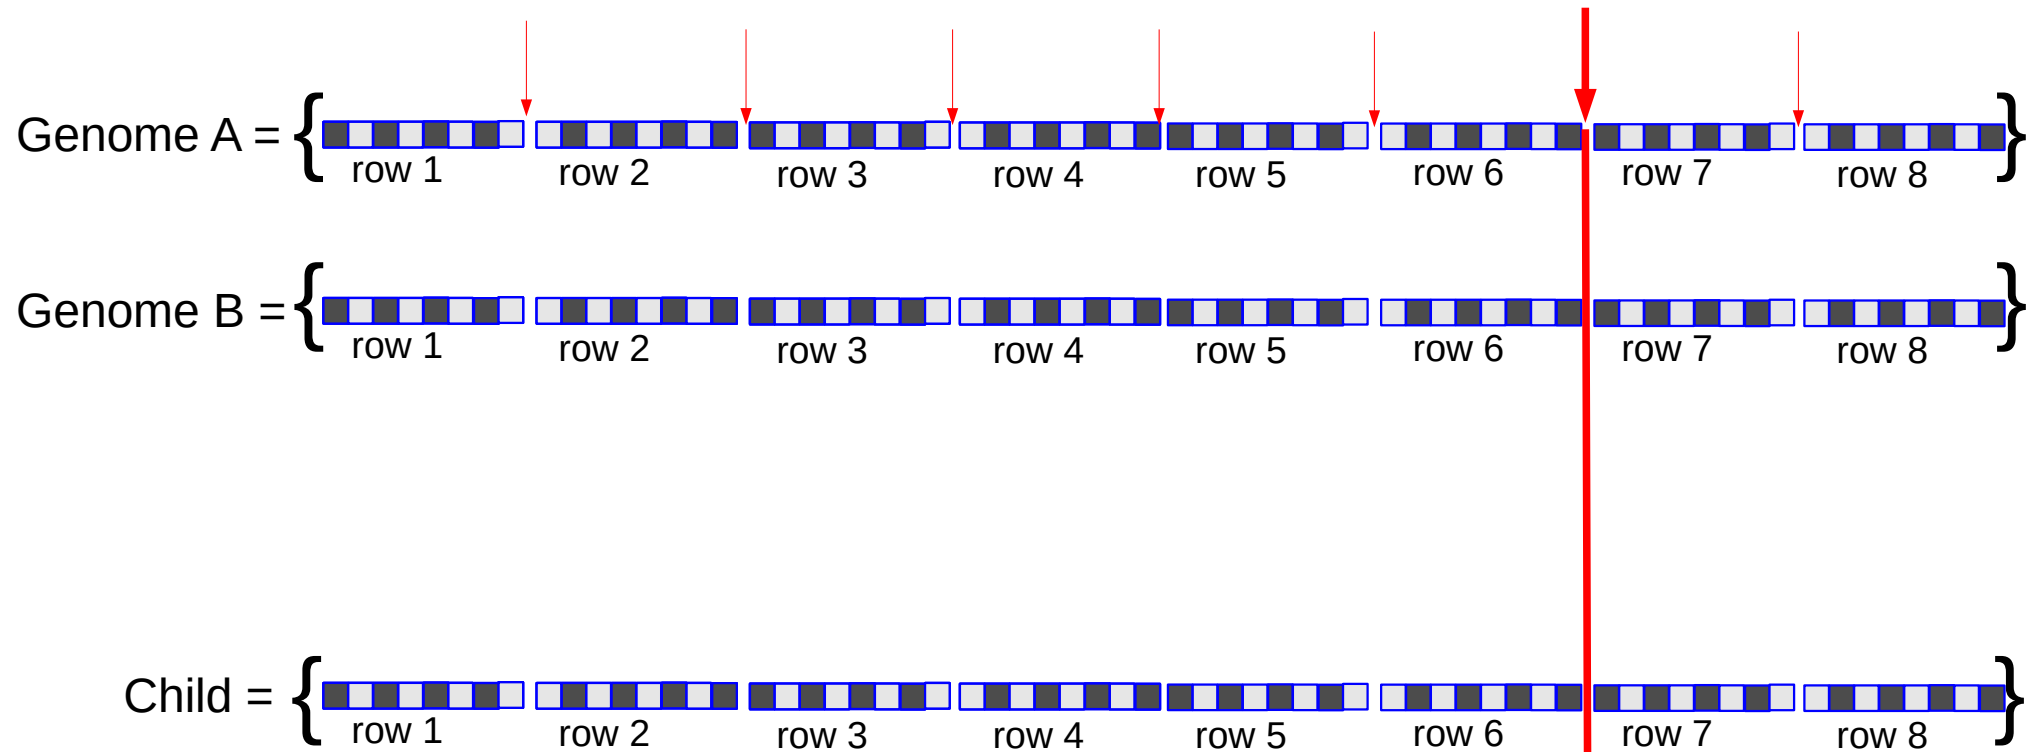 Genome A = { }
row 1 row 2 row 3 row 4 row 5 row 6 row 7 row 8
Genome B = { }
row 1 row 2 row 3 row 4 row 5 row 6 row 7 row 8
Child = { }
row 1 row 2 row 3 row 4 row 5 row 6 row 7 row 8